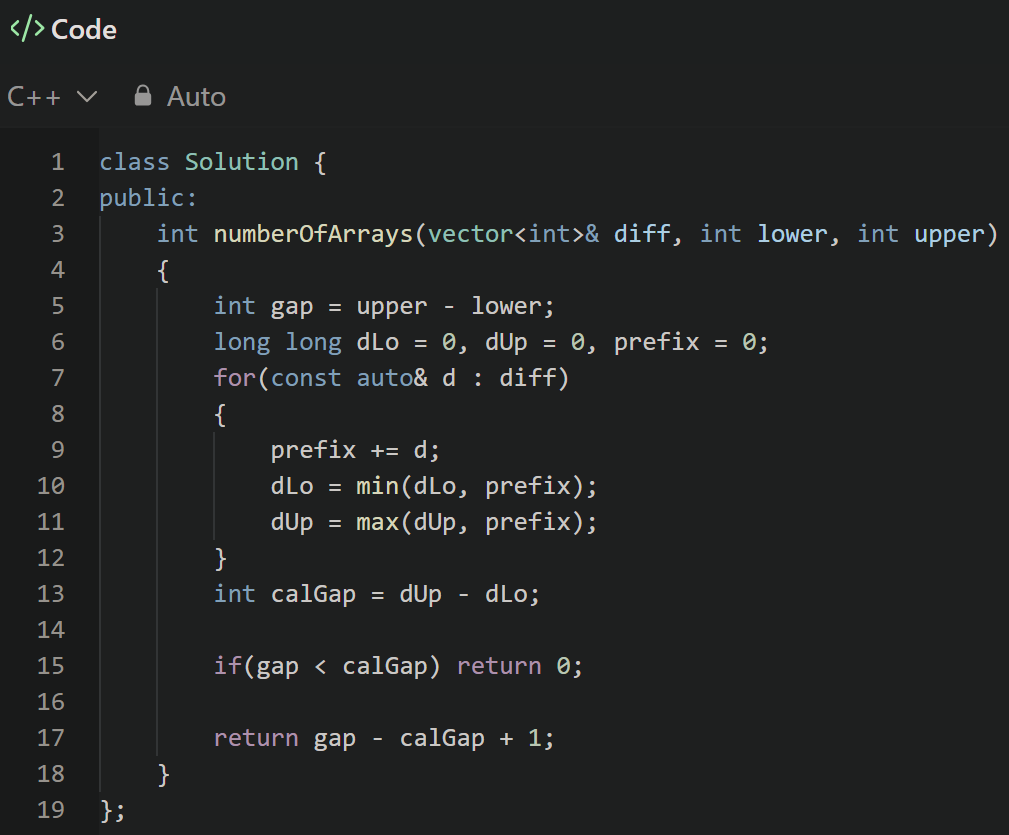 </> Code
C++ Auto
1 class Solution {
2 public:
3 int numberOfArrays(vector<int>& diff, int lower, int upper)
4 {
5 int gap = upper - lower;
6 long long dLo = 0, dUp = 0, prefix = 0;
7 for(const auto& d : diff)
8 {
9 prefix += d;
10 dLo = min(dLo, prefix);
11 dUp = max(dUp, prefix);
12 }
13 int calGap = dUp - dLo;
14
15 if(gap < calGap) return 0;
16
17 return gap - calGap + 1;
18 }
19 };